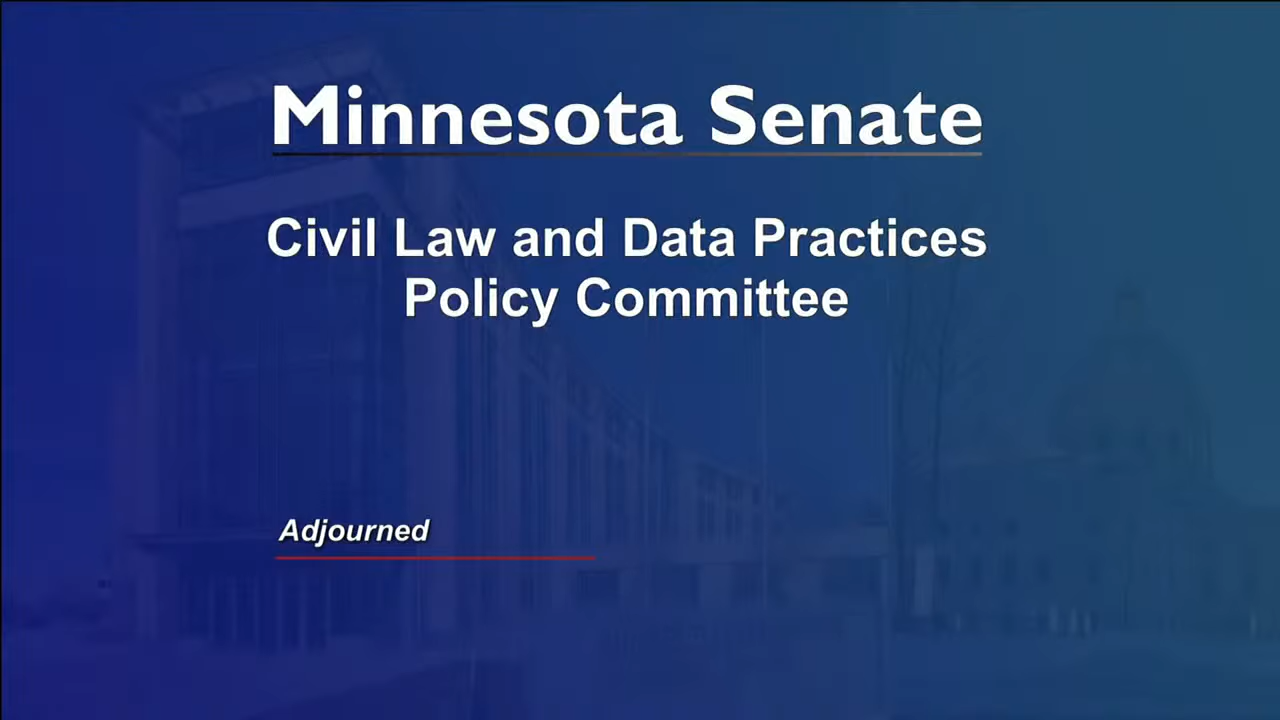 Minnesota Senate
Civil Law and Data Practices
Policy Committee
Adjourned